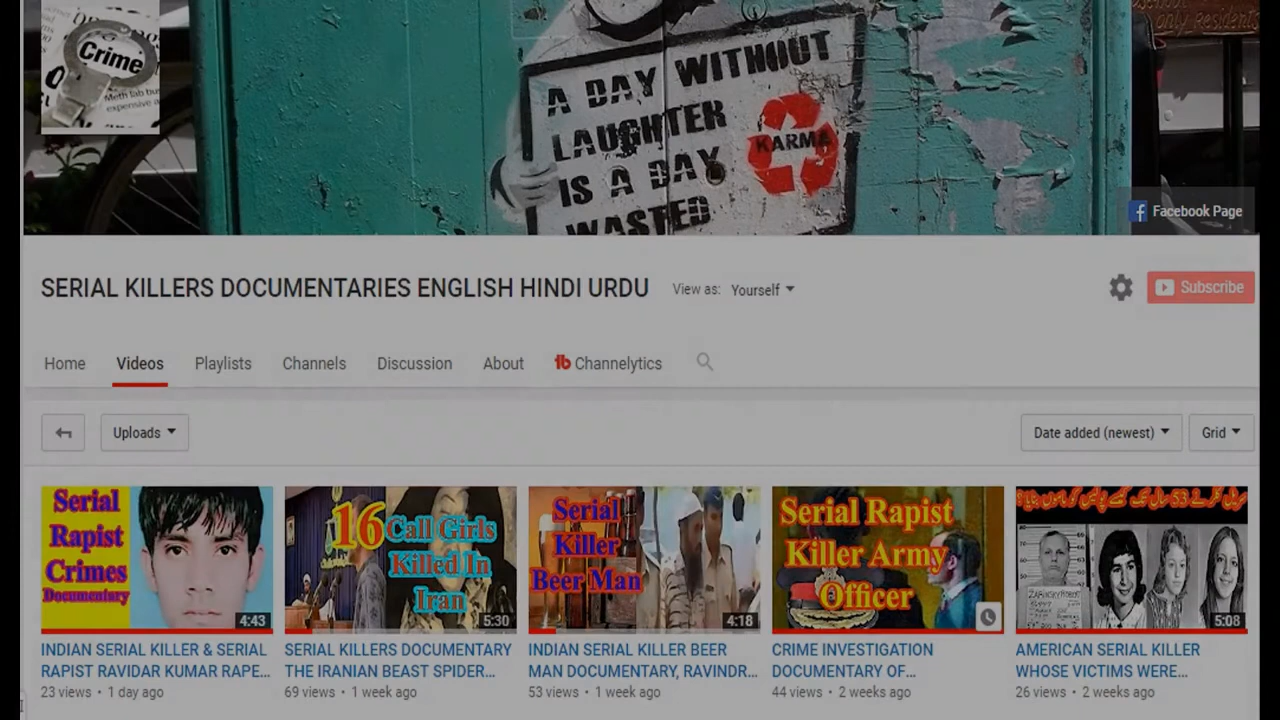 Crime
Meth lab bu
expensive a
A DAY WITHOUT
LAUGHTER
IS A DAY
WASTED
KARMA
only Residents
Facebook Page
SERIAL KILLERS DOCUMENTARIES ENGLISH HINDI URDU
View as: Yourself
Subscribe
Home Videos Playlists Channels Discussion About Channelytics
Uploads
Date added (newest)
Grid
Serial
Rapist
Crimes
Documentary
4:43
16 Call Girls
Killed In
Iran
5:30
Serial
Killer
Beer Man
4:18
Serial Rapist
Killer Army
Officer
5:08
INDIAN SERIAL KILLER & SERIAL
RAPIST RAVIDAR KUMAR RAPE...
23 views • 1 day ago
SERIAL KILLERS DOCUMENTARY
THE IRANIAN BEAST SPIDER...
69 views • 1 week ago
INDIAN SERIAL KILLER BEER
MAN DOCUMENTARY, RAVINDR...
53 views • 1 week ago
CRIME INVESTIGATION
DOCUMENTARY OF...
44 views • 2 weeks ago
AMERICAN SERIAL KILLER
WHOSE VICTIMS WERE...
26 views • 2 weeks ago